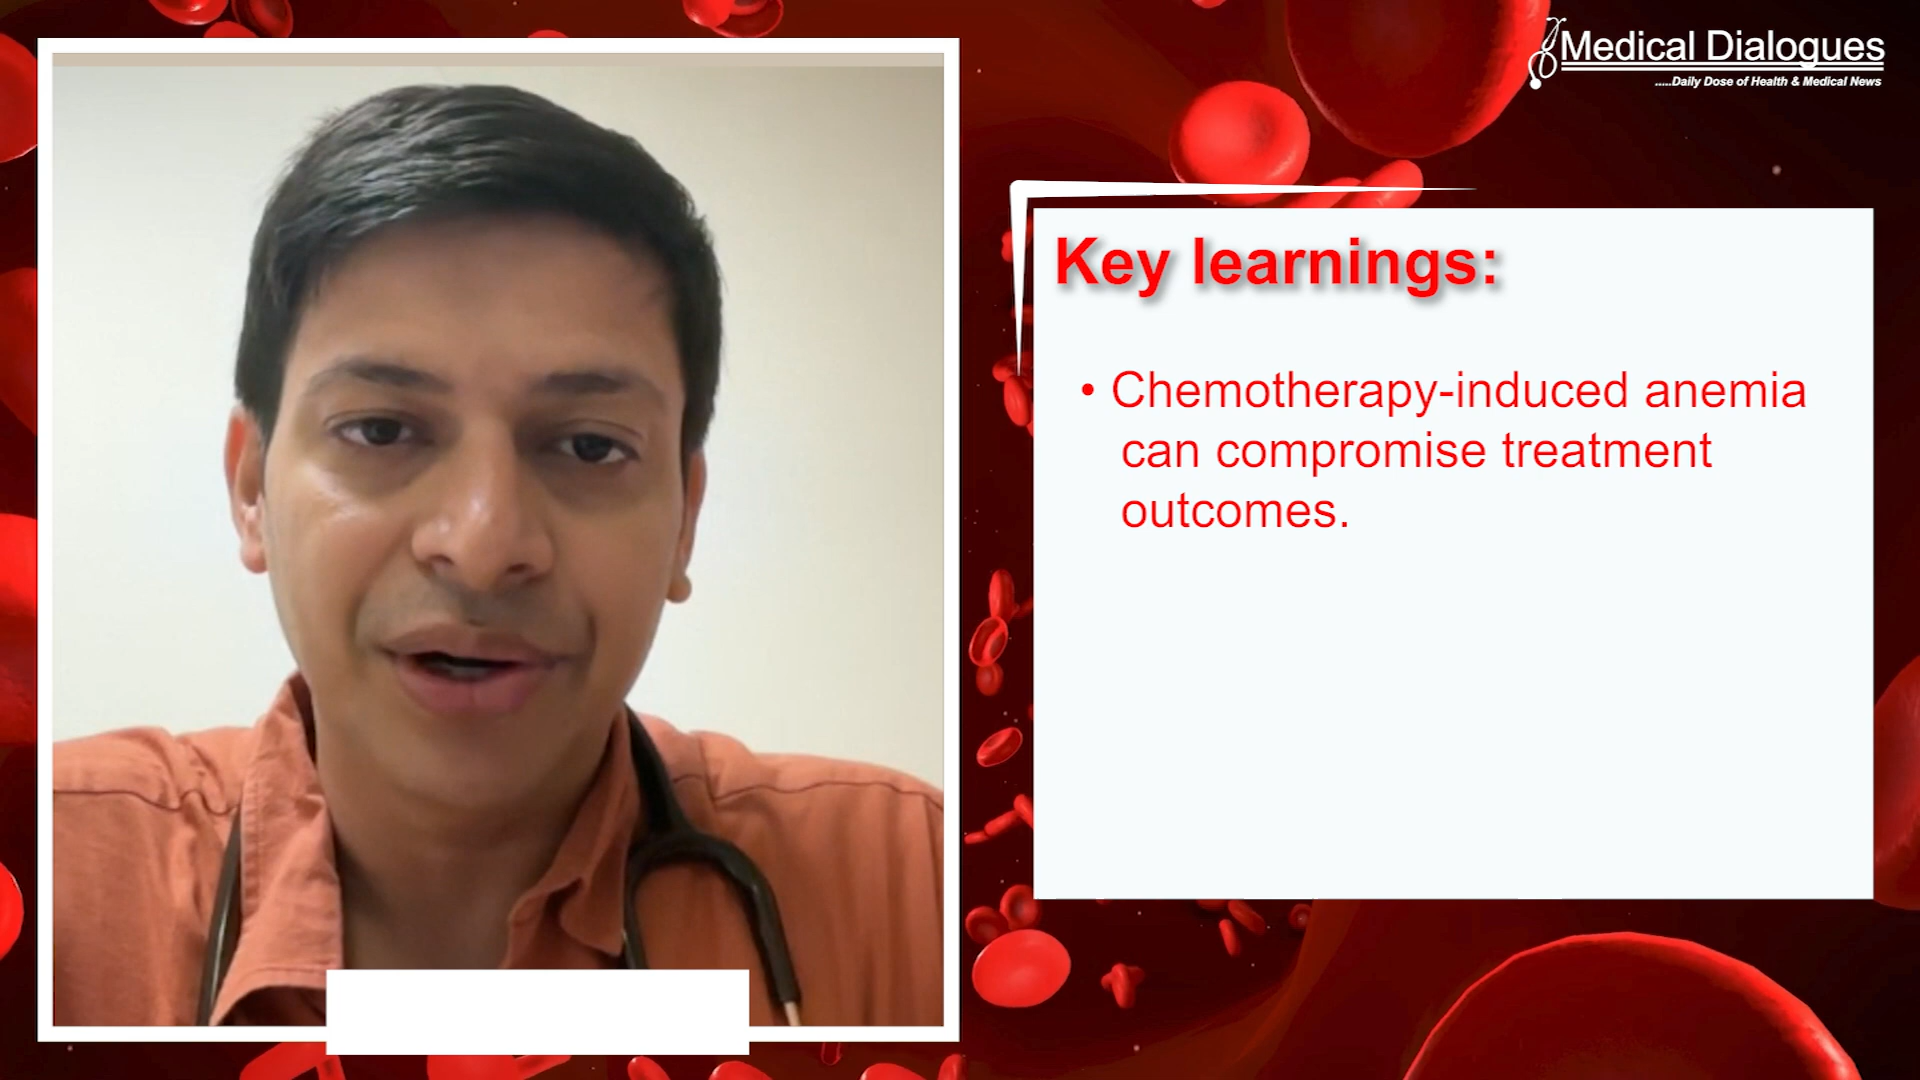 Medical Dialogues
.....Daily Dose of Health & Medical News
Key learnings:
• Chemotherapy-induced anemia
can compromise treatment
outcomes.